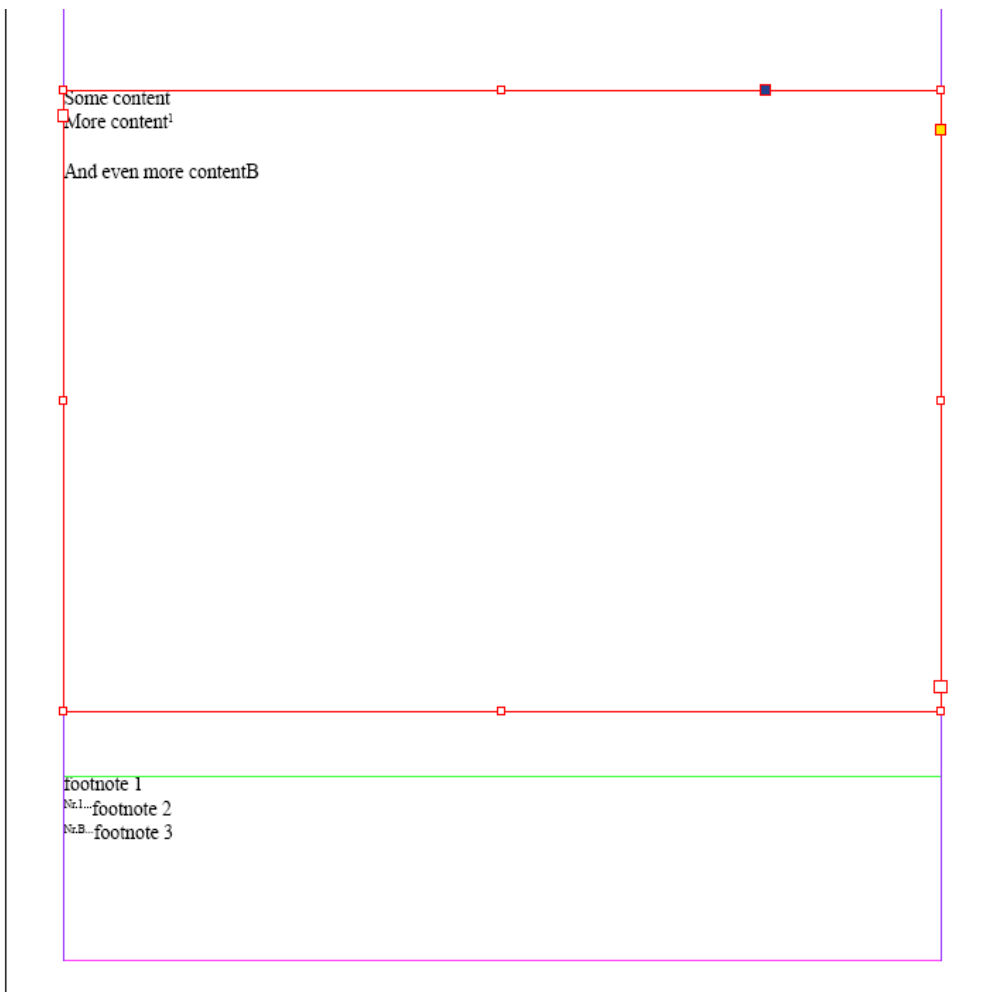 Some content
More content¹
And even more contentB
footnote 1
Nr.1...footnote 2
Nr.B...footnote 3